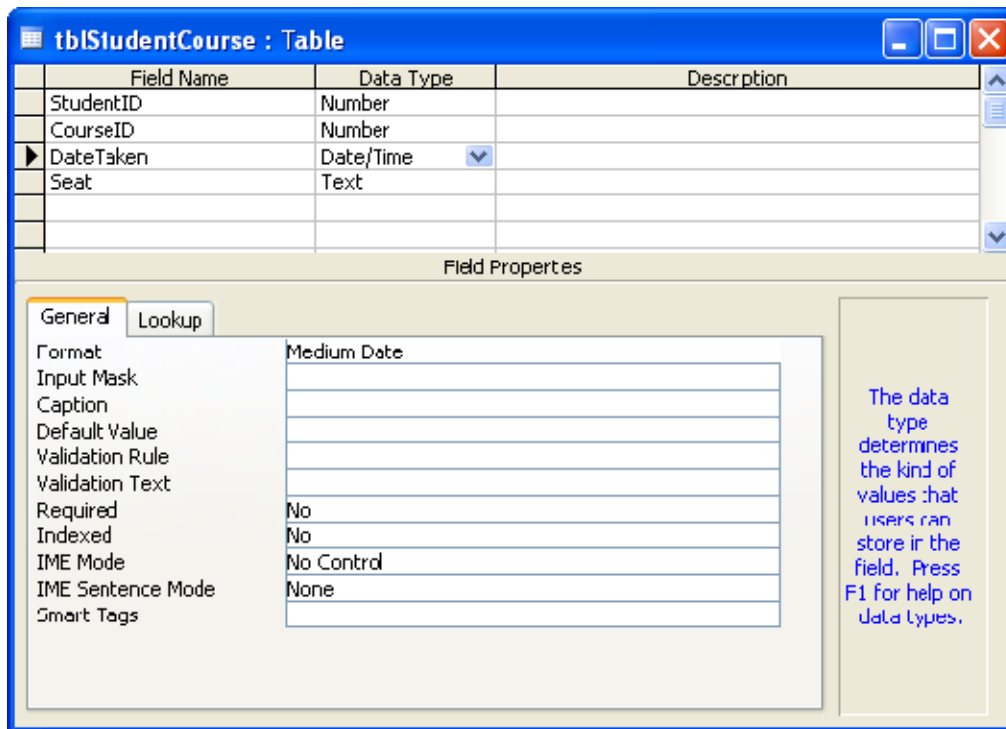 tblStudentCourse : Table
Field Name Data Type Description
StudentID Number
CourseID Number
DateTaken Date/Time
Seat Text
Field Properties
General Lookup
Format Medium Date
Input Mask
Caption
Default Value
Validation Rule
Validation Text
Required No
Indexed No
IME Mode No Control
IME Sentence Mode None
Smart Tags
The data
type
determines
the kind of
values that
users can
store in the
field. Press
F1 for help on
data types.